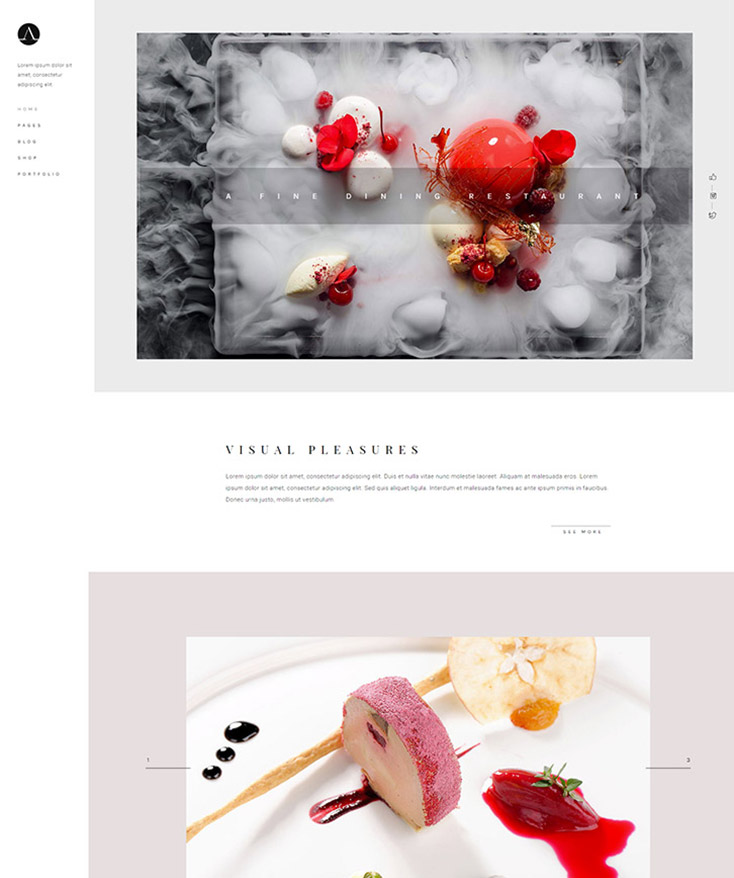 Lorem ipsum dolor sit
amet, consectetur
adipiscing elit.
HOME
PAGES
BLOG
SHOP
PORTFOLIO
A FINE DINING RESTAURANT
VISUAL PLEASURES
Lorem ipsum dolor sit amet, consectetur adipiscing elit. Duis et nulla vitae nunc molestie laoreet. Aliquam at malesuada eros. Lorem
ipsum dolor sit amet, consectetur adipiscing elit. Sed quis aliquet ligula. Interdum et malesuada fames ac ante ipsum primis in faucibus.
Donec urna justo, mollis ut vestibulum.
SEE MORE
1
3